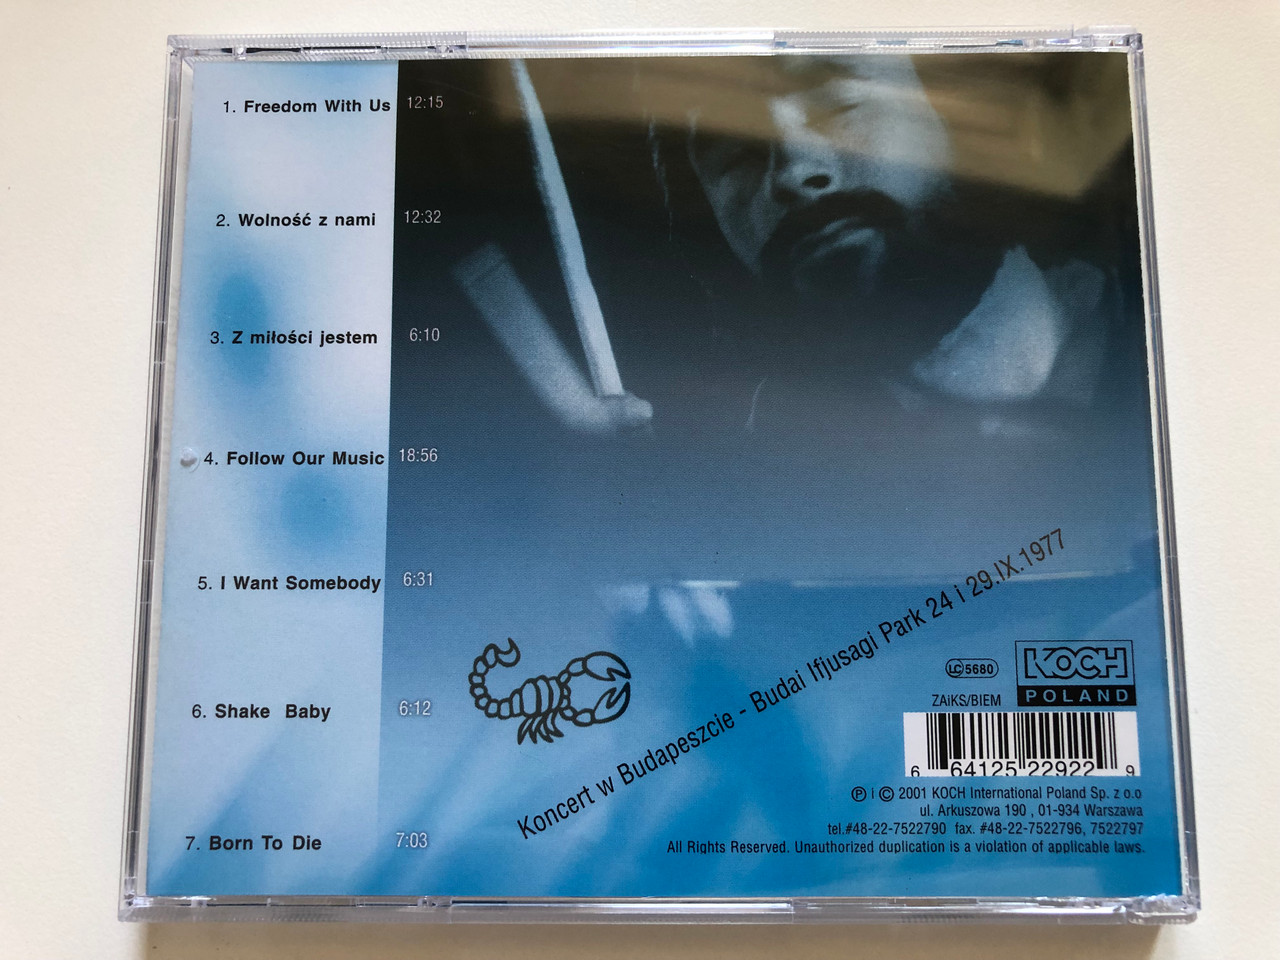 1. Freedom With Us 12:15
2. Wolność z nami 12:32
3. Z miłości jestem 6:10
4. Follow Our Music 18:56
5. I Want Somebody 6:31
6. Shake Baby 6:12
7. Born To Die 7:03
Koncert w Budapeszcie - Budai Ifjusagi Park 24 i 29.IX.1977
LC 5680
KOCH
POLAND
ZAiKS/BIEM
6 64125 22922 9
℗ i © 2001 KOCH International Poland Sp. z o.o
ul. Arkuszowa 190 , 01-934 Warszawa
tel.#48-22-7522790 fax. #48-22-7522796, 7522797
All Rights Reserved. Unauthorized duplication is a violation of applicable laws.